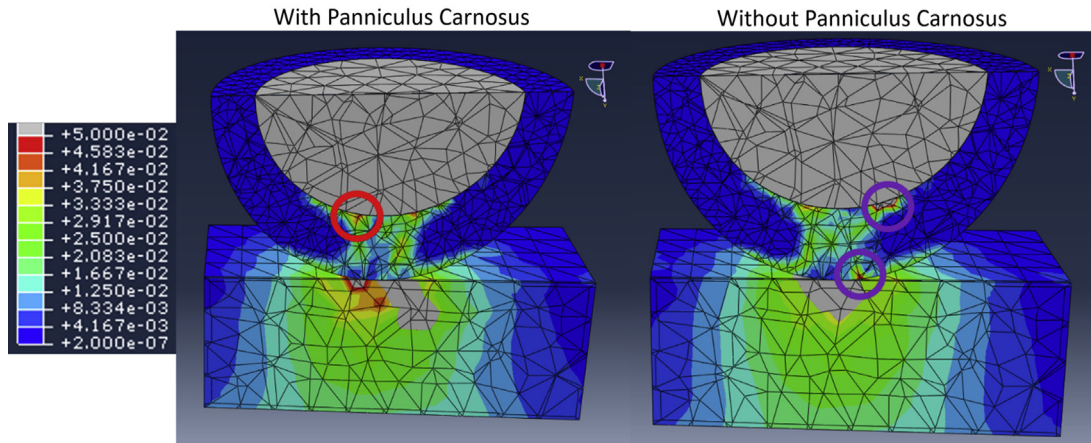 With Panniculus Carnosus
Without Panniculus Carnosus
+5.000e-02
+4.583e-02
+4.167e-02
+3.750e-02
+3.333e-02
+2.917e-02
+2.500e-02
+2.083e-02
+1.667e-02
+1.250e-02
+8.334e-03
+4.167e-03
+2.000e-07